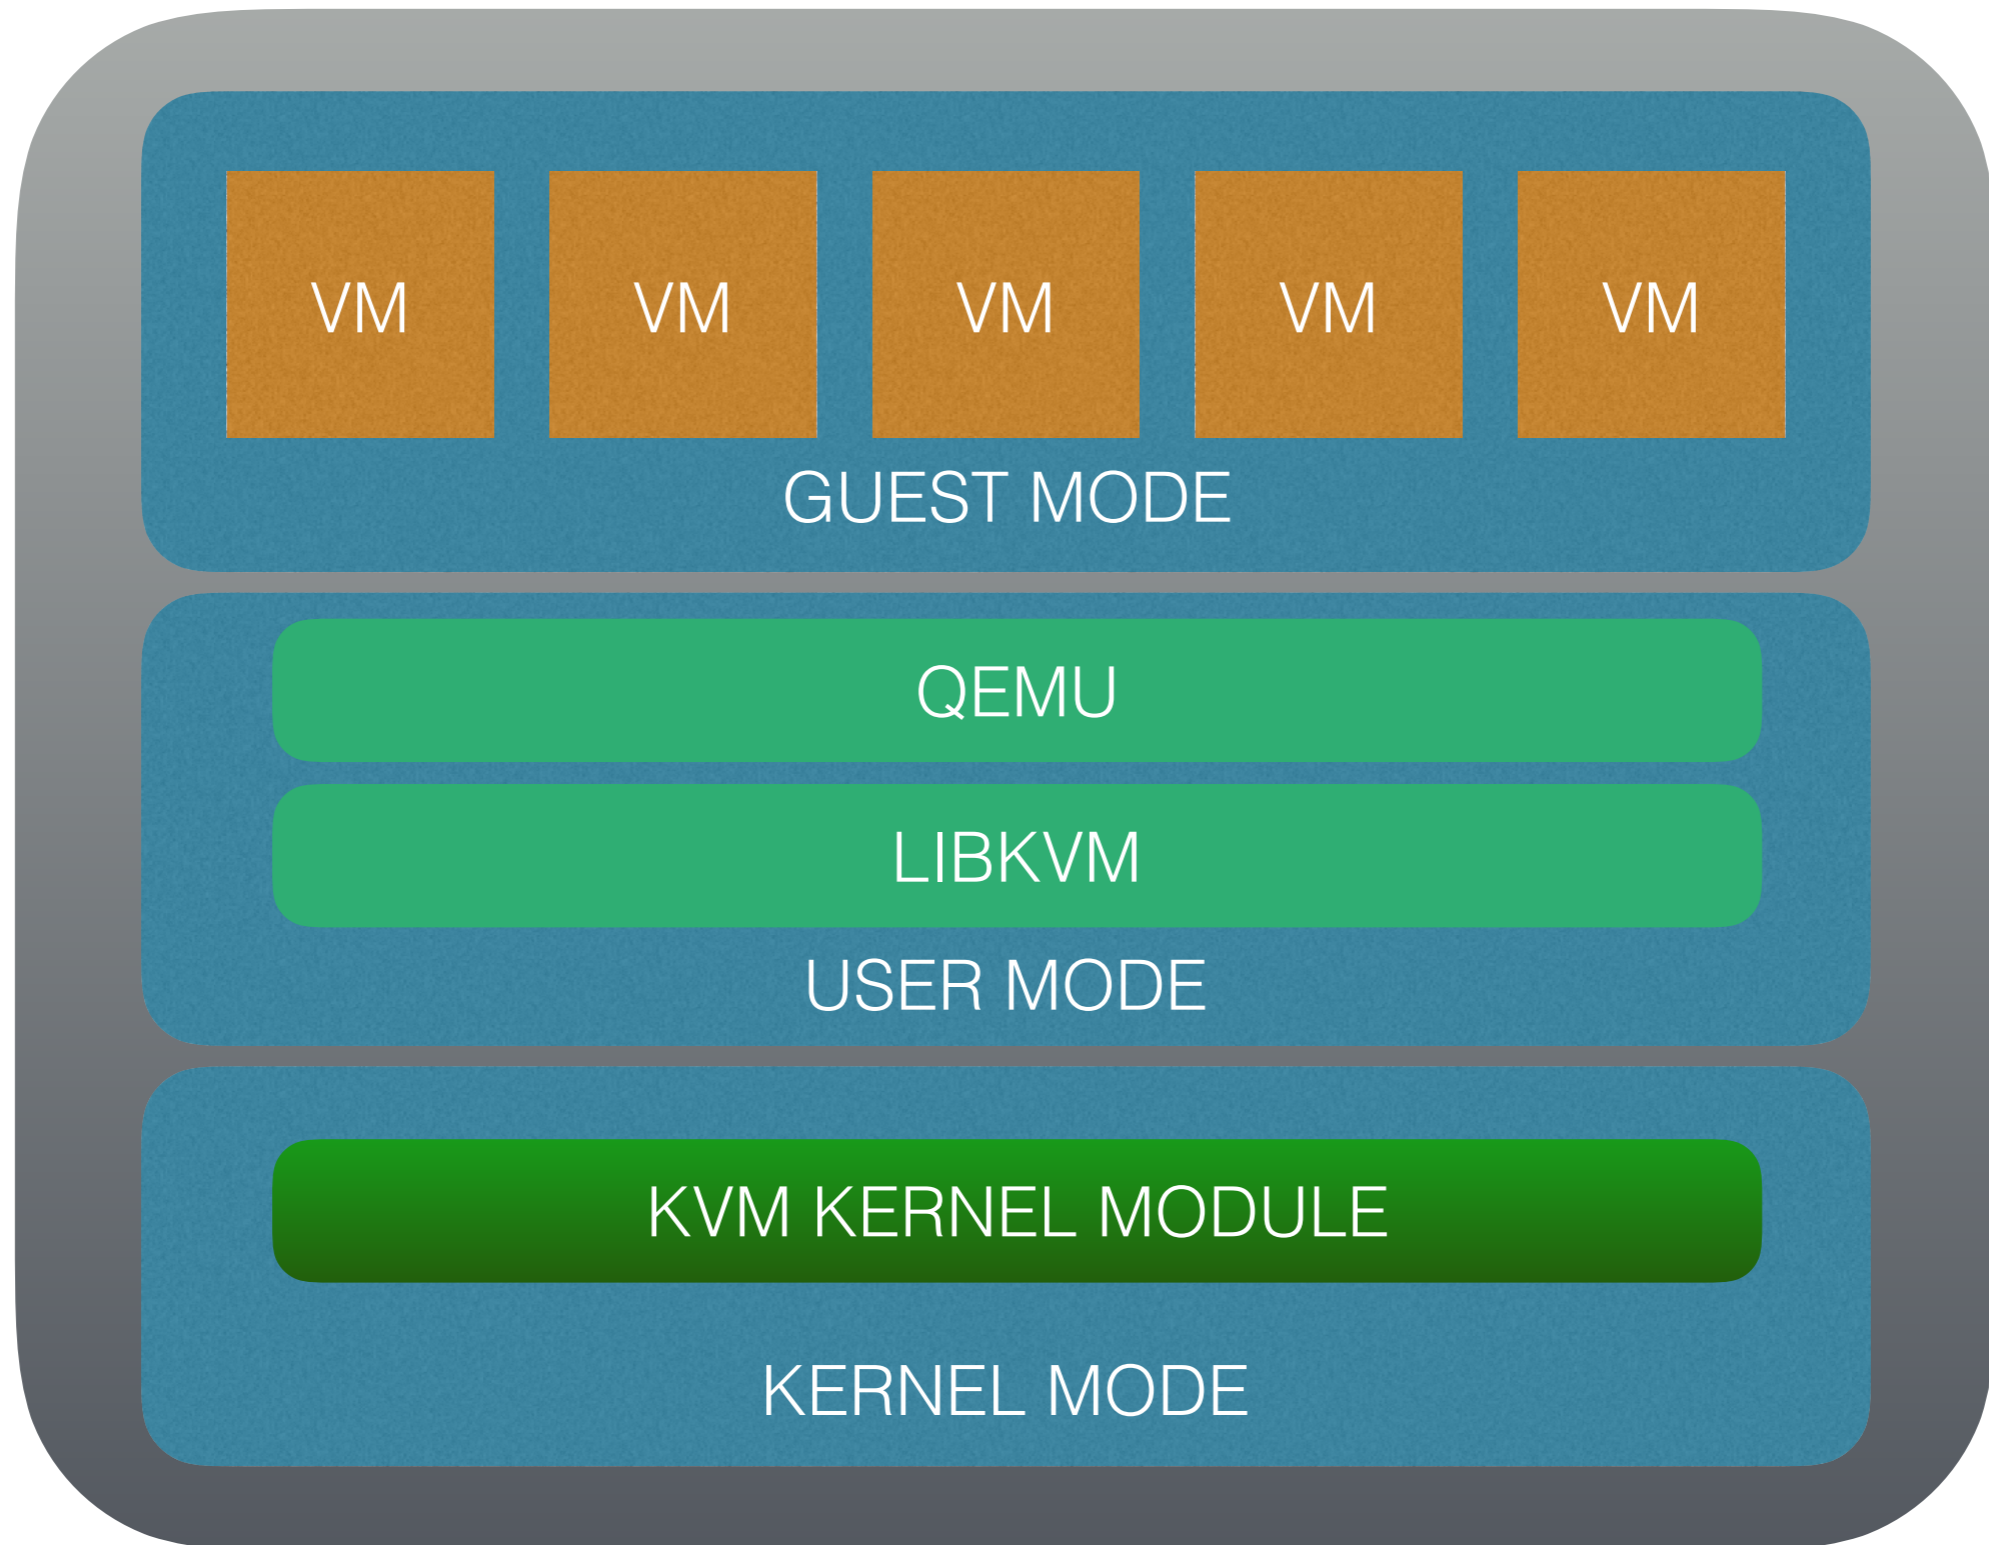 VM VM VM VM VM
GUEST MODE
QEMU
LIBKVM
USER MODE
KVM KERNEL MODULE
KERNEL MODE